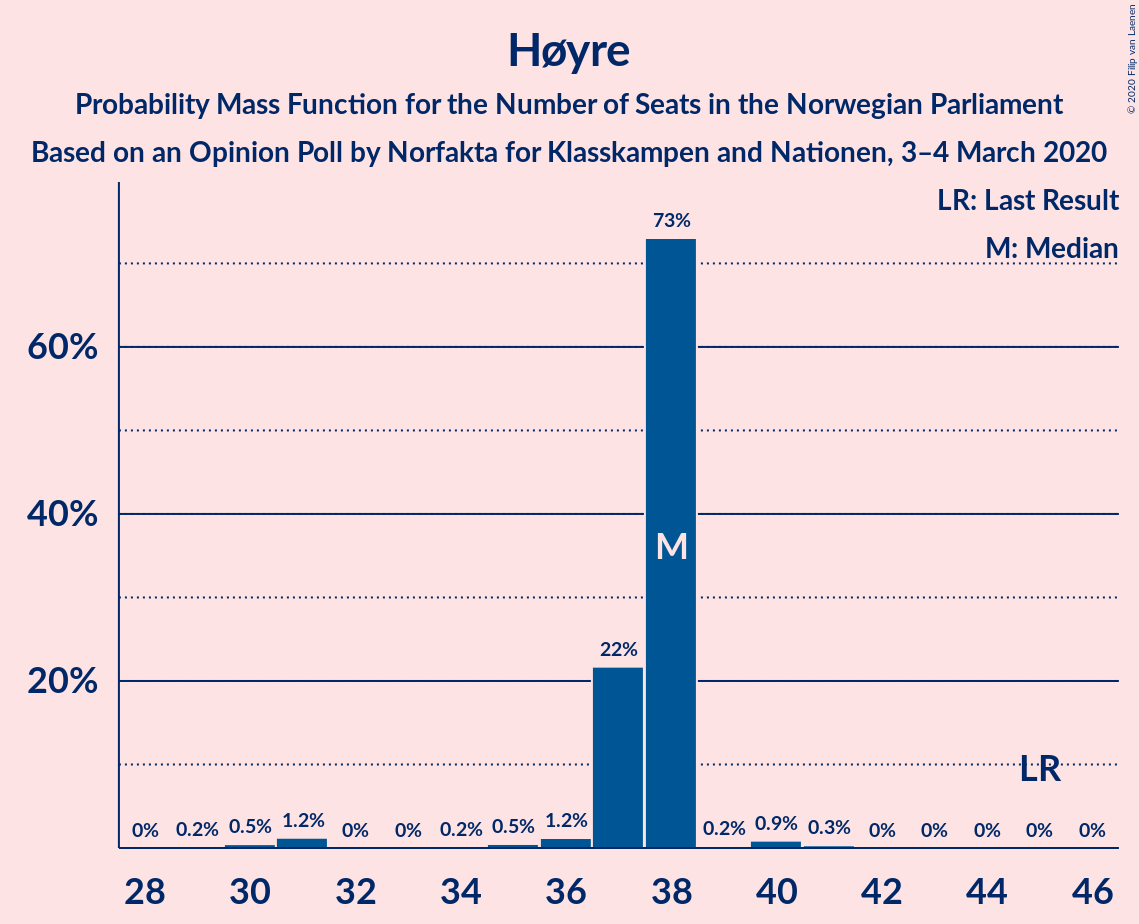 Høyre
Probability Mass Function for the Number of Seats in the Norwegian Parliament
Based on an Opinion Poll by Norfakta for Klasskampen and Nationen, 3–4 March 2020
© 2020 Filip van Laenen
LR: Last Result
M: Median
73%
60%
40%
M
22%
20%
LR
0% 0.2% 0.5% 1.2% 0% 0% 0.2% 0.5% 1.2% 0.2% 0.9% 0.3% 0% 0% 0% 0% 0%
28 30 32 34 36 38 40 42 44 46